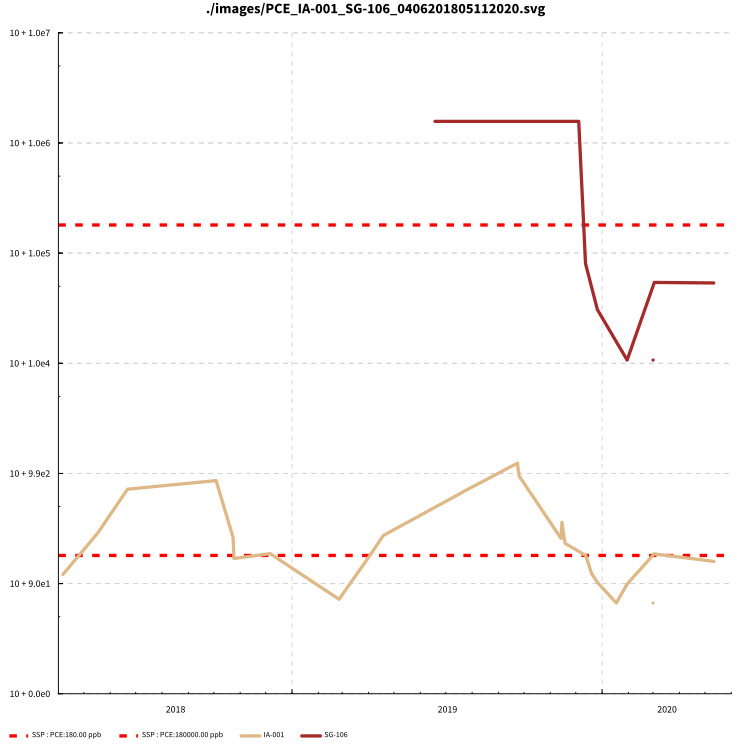 ./images/PCE_IA-001_SG-106_0406201805112020.svg
10 + 1.0e7
10 + 1.0e6
10 + 1.0e5
10 + 1.0e4
10 + 9.9e2
10 + 9.0e1
10 + 0.0e0
2018 2019 2020
SSP : PCE:180.00 ppb SSP : PCE:180000.00 ppb IA-001 SG-106